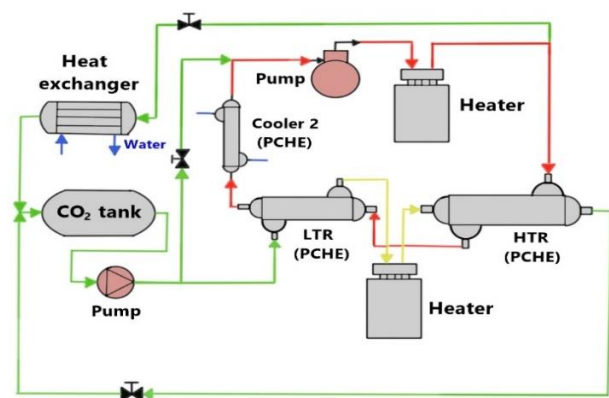 Heat
exchanger
Water
Pump
Heater
Cooler 2
(PCHE)
CO₂ tank
LTR
(PCHE)
HTR
(PCHE)
Pump
Heater